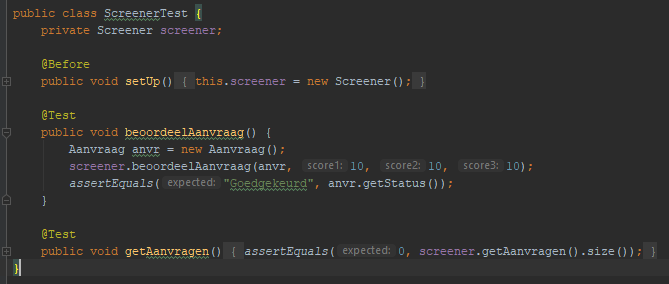 public class ScreenerTest {
    private Screener screener;
    @Before
    public void setUp() { this.screener = new Screener(); }
    @Test
    public void beoordeelAanvraag() {
        Aanvraag anvr = new Aanvraag();
        screener.beoordeelAanvraag(anvr, score1: 10, score2: 10, score3: 10);
        assertEquals( expected: "Goedgekeurd", anvr.getStatus());
    }
    @Test
    public void getAanvragen() { assertEquals( expected: 0, screener.getAanvragen().size()); }
}